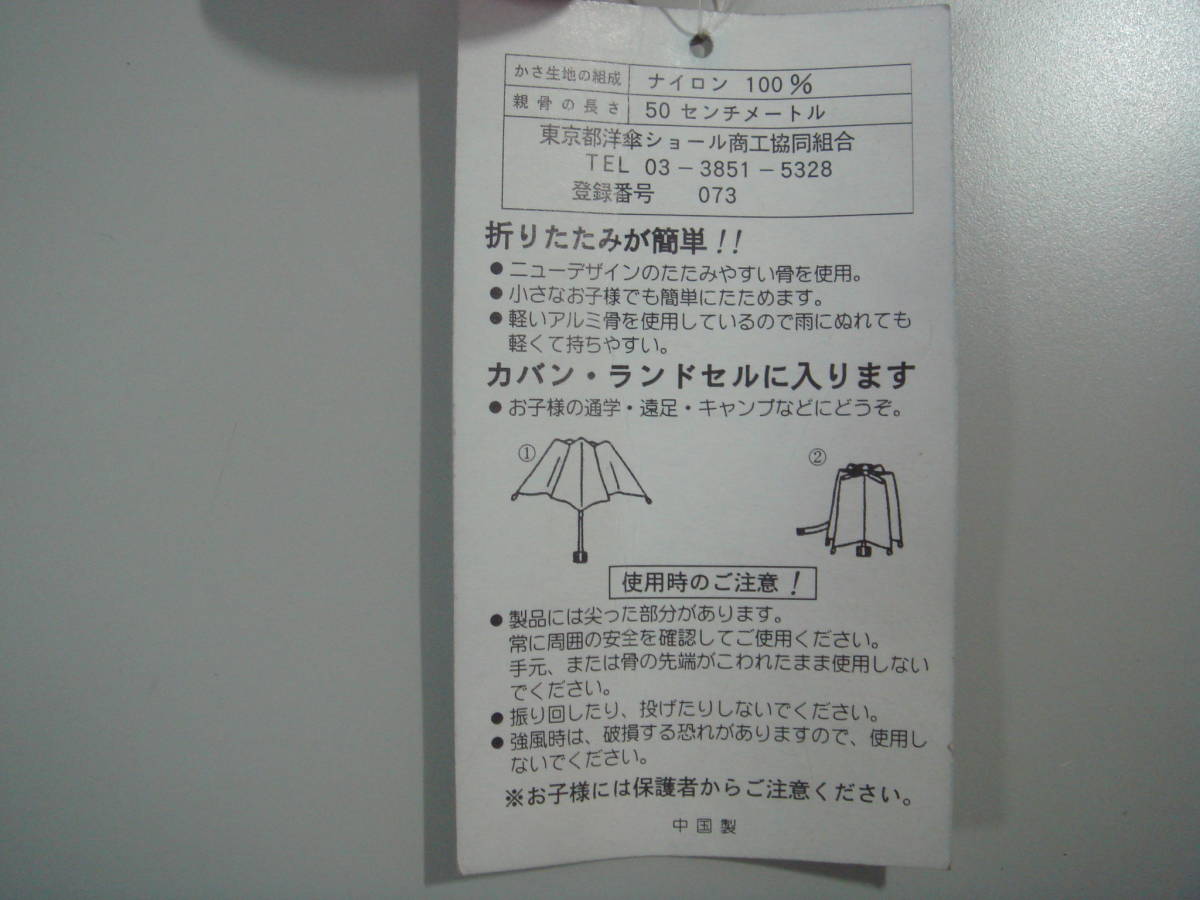 かさ生地の組成 ナイロン 100%
親骨の長さ 50 センチメートル
東京都洋傘ショール商工協同組合
TEL 03-3851-5328
登録番号 073
折りたたみが簡単!!
●ニューデザインのたたみやすい骨を使用。
●小さなお子様でも簡単にたためます。
●軽いアルミ骨を使用しているので雨にぬれても
軽くて持ちやすい。
カバン・ランドセルに入ります
●お子様の通学・遠足・キャンプなどにどうぞ。
① ②
使用時のご注意!
●製品には尖った部分があります。
常に周囲の安全を確認してご使用ください。
手元、または骨の先端がこわれたまま使用しない
でください。
●振り回したり、投げたりしないでください。
●強風時は、破損する恐れがありますので、使用し
ないでください。
※お子様には保護者からご注意ください。
中国製